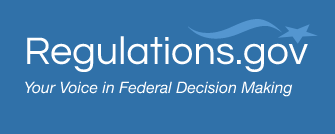 Regulations.gov
Your Voice in Federal Decision Making